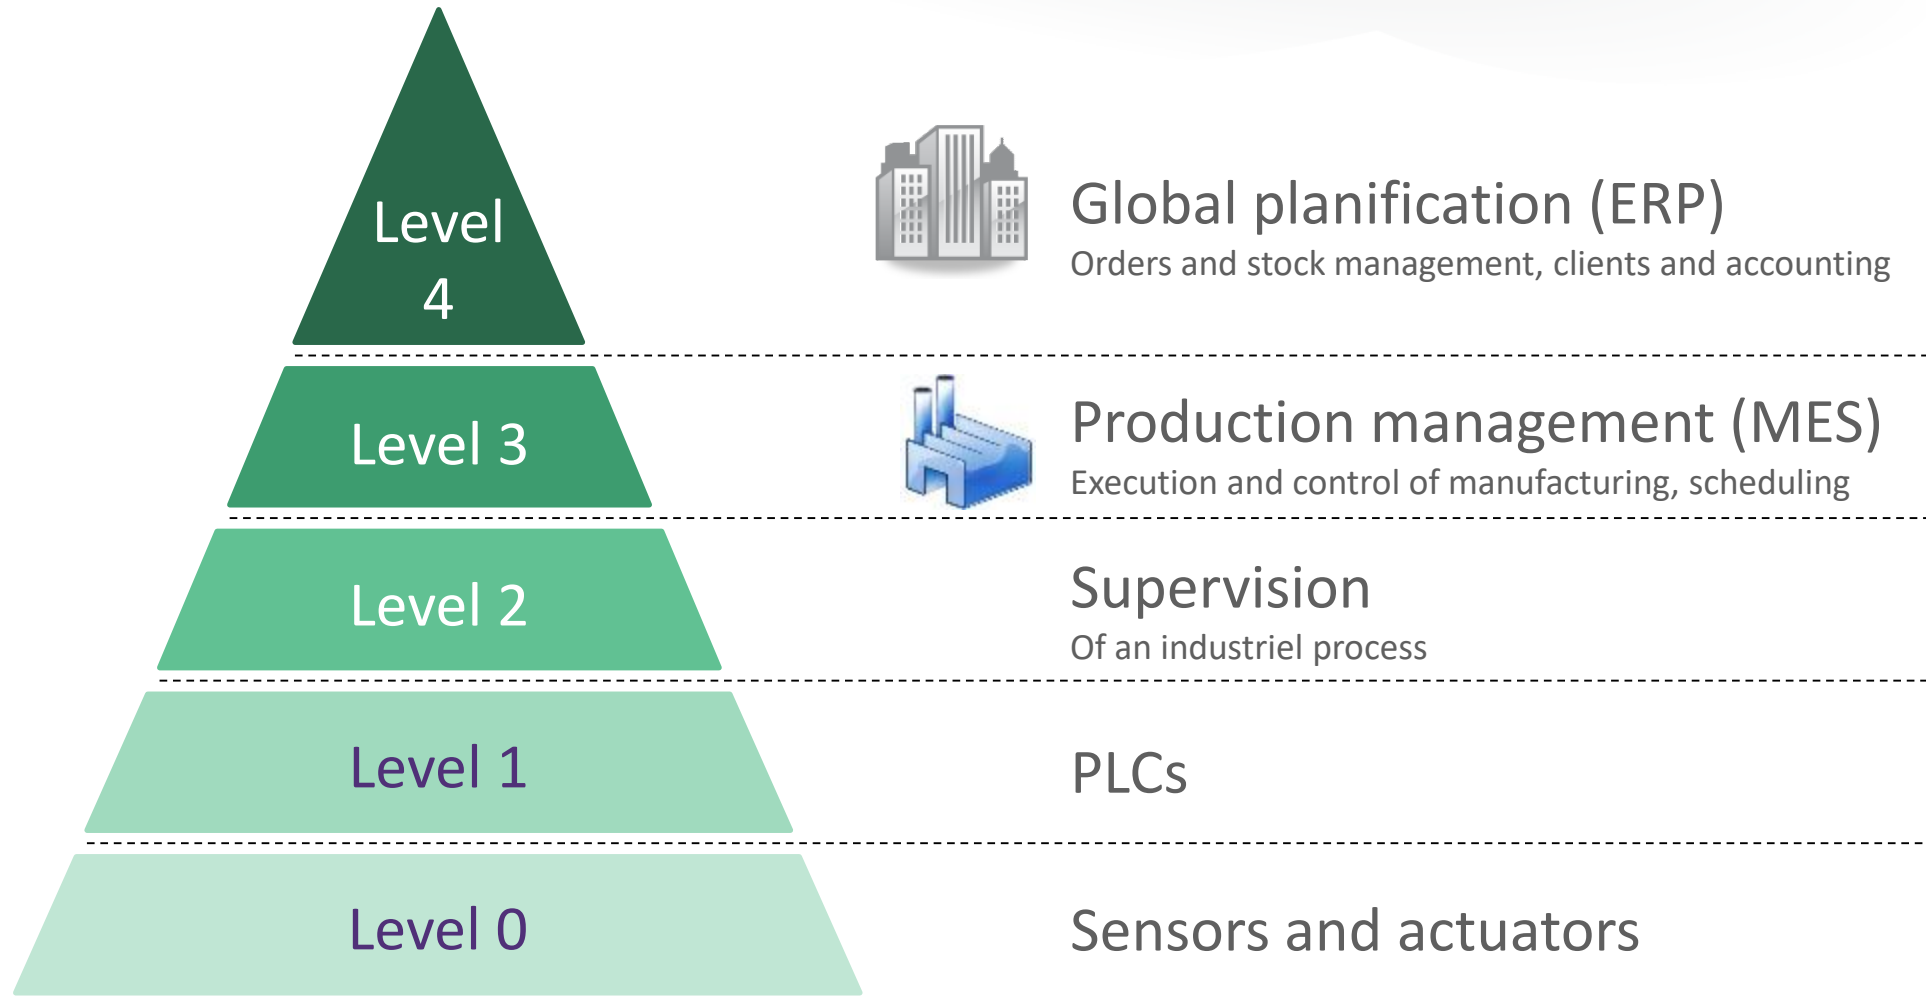 Level
4
Global planification (ERP)
Orders and stock management, clients and accounting
Level 3
Production management (MES)
Execution and control of manufacturing, scheduling
Level 2
Supervision
Of an industriel process
Level 1
PLCs
Level 0
Sensors and actuators